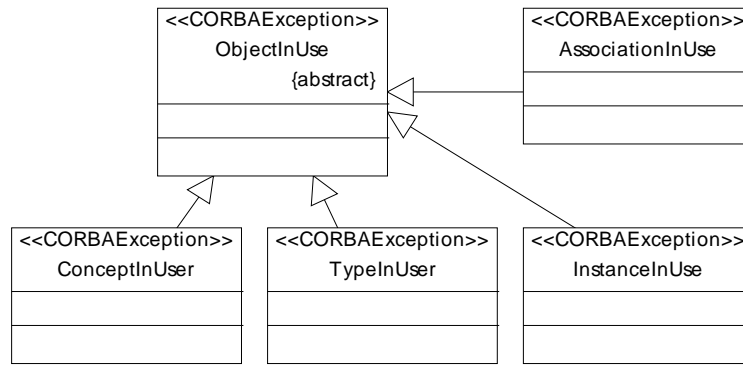 <<CORBAException>>
ObjectInUse
{abstract}
<<CORBAException>>
AssociationInUse
<<CORBAException>>
ConceptInUser
<<CORBAException>>
TypeInUser
<<CORBAException>>
InstanceInUse